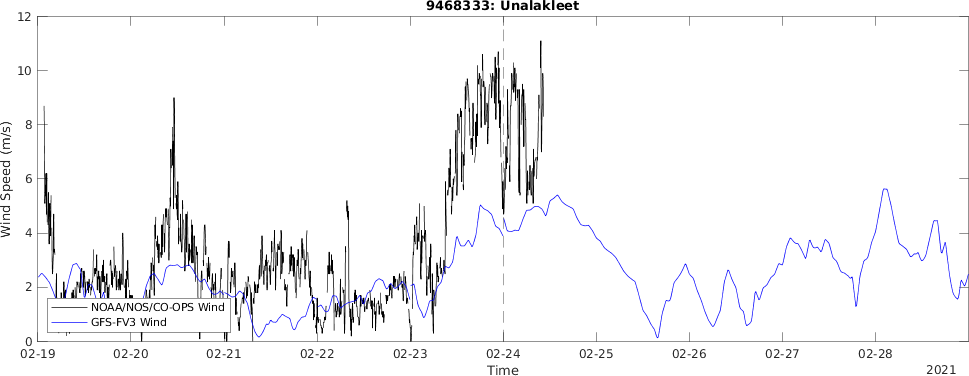 9468333: Unalakleet
Wind Speed (m/s)
12
10
8
6
4
2
0
NOAA/NOS/CO-OPS Wind
GFS-FV3 Wind
02-19 02-20 02-21 02-22 02-23 02-24 02-25 02-26 02-27 02-28
Time
2021